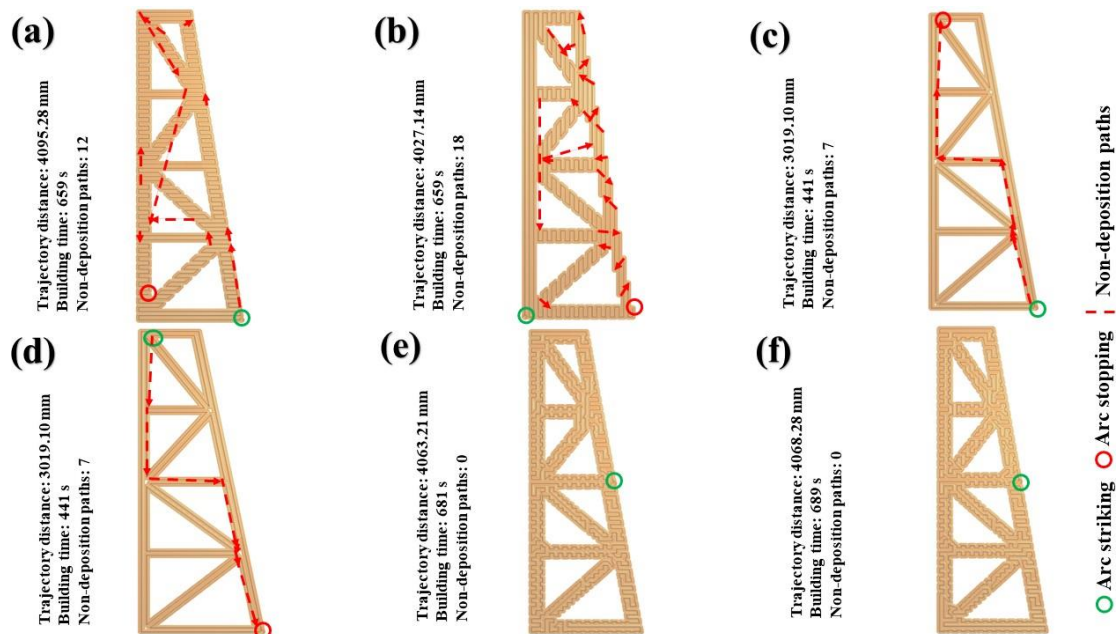 (a)
Trajectory distance: 4095.28 mm
Building time: 659 s
Non-deposition paths: 12
(b)
Trajectory distance: 4027.14 mm
Building time: 659 s
Non-deposition paths: 18
(c)
Trajectory distance: 3019.10 mm
Building time: 441 s
Non-deposition paths: 7
(d)
Trajectory distance: 3019.10 mm
Building time: 441 s
Non-deposition paths: 7
(e)
Trajectory distance: 4063.21 mm
Building time: 681 s
Non-deposition paths: 0
(f)
Trajectory distance: 4068.28 mm
Building time: 689 s
Non-deposition paths: 0
Arc striking
Arc stopping
Non-deposition paths